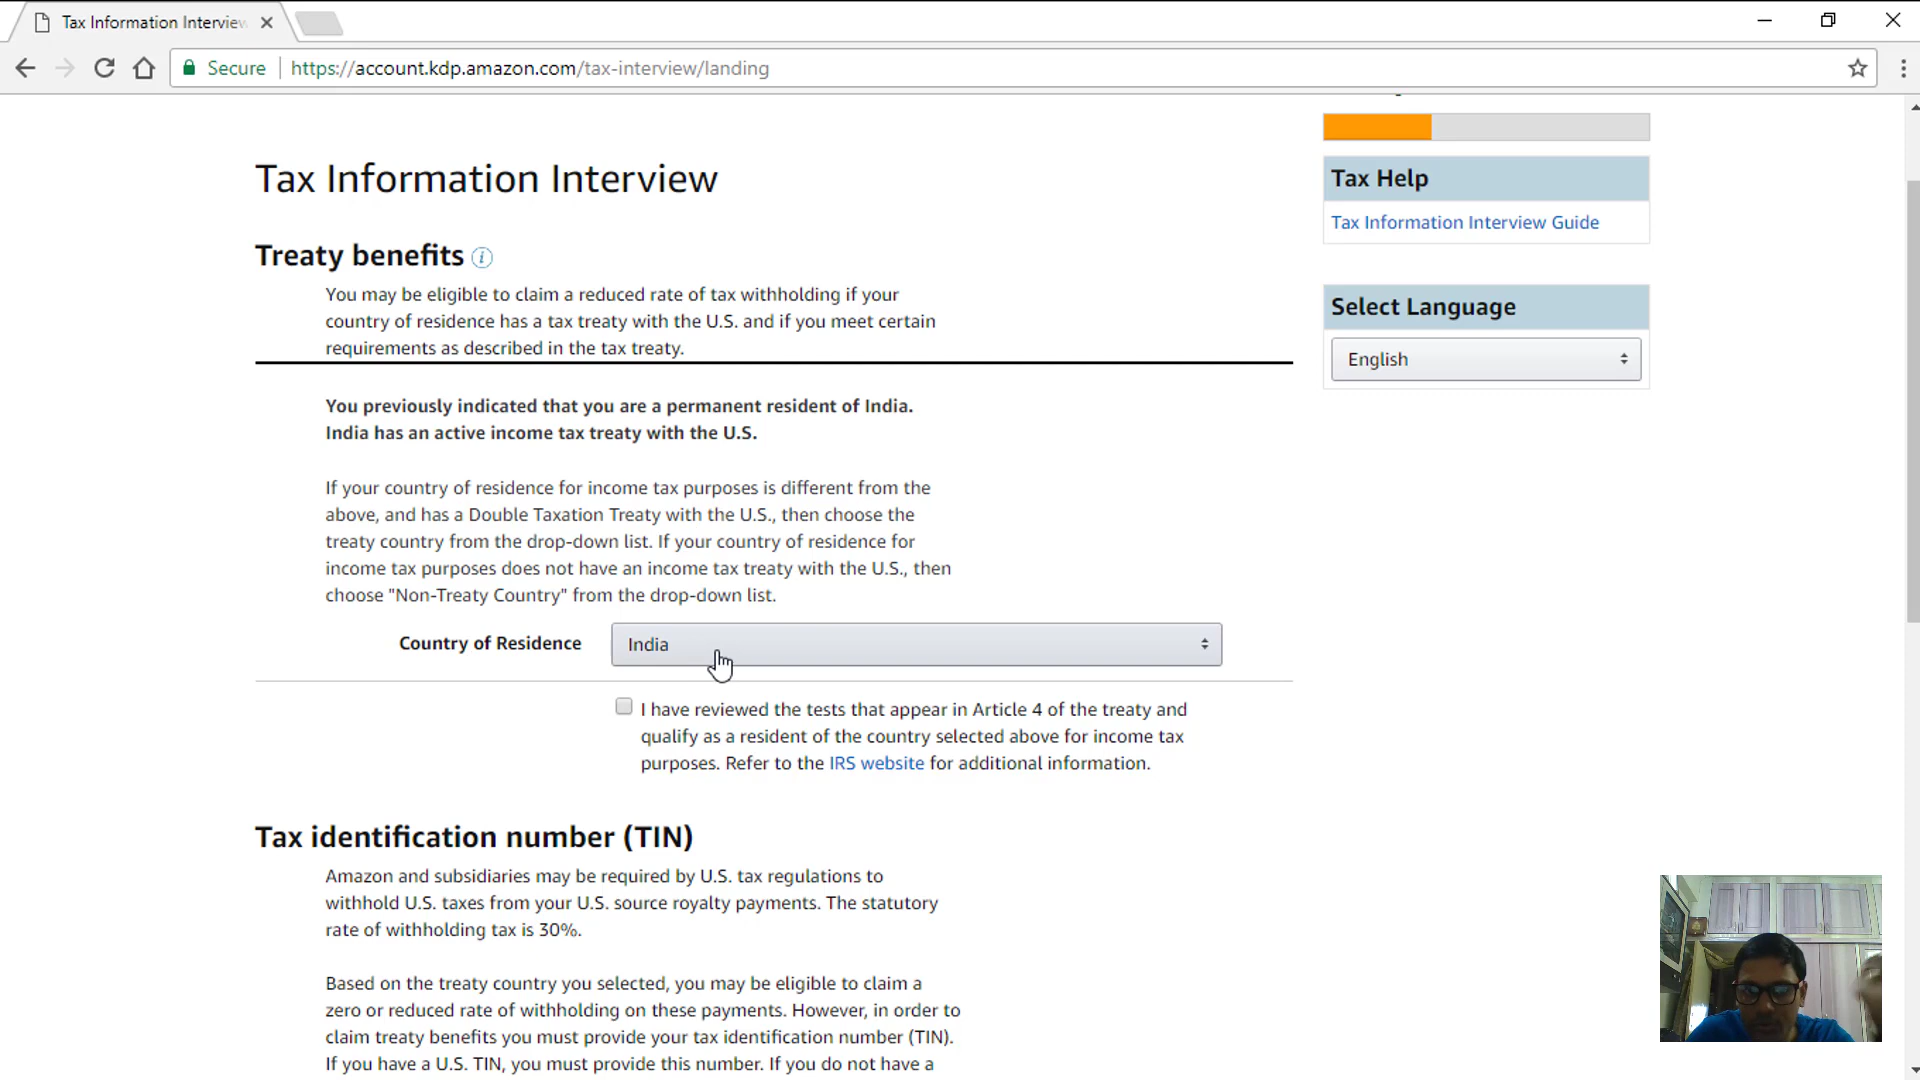 Tax Information Interview
Secure
https://account.kdp.amazon.com/tax-interview/landing
Tax Information Interview
Treaty benefits
You may be eligible to claim a reduced rate of tax withholding if your
country of residence has a tax treaty with the U.S. and if you meet certain
requirements as described in the tax treaty.
You previously indicated that you are a permanent resident of India.
India has an active income tax treaty with the U.S.
If your country of residence for income tax purposes is different from the
above, and has a Double Taxation Treaty with the U.S., then choose the
treaty country from the drop-down list. If your country of residence for
income tax purposes does not have an income tax treaty with the U.S., then
choose "Non-Treaty Country" from the drop-down list.
Country of Residence
India
I have reviewed the tests that appear in Article 4 of the treaty and
qualify as a resident of the country selected above for income tax
purposes. Refer to the IRS website for additional information.
Tax identification number (TIN)
Amazon and subsidiaries may be required by U.S. tax regulations to
withhold U.S. taxes from your U.S. source royalty payments. The statutory
rate of withholding tax is 30%.
Based on the treaty country you selected, you may be eligible to claim a
zero or reduced rate of withholding on these payments. However, in order to
claim treaty benefits you must provide your tax identification number (TIN).
If you have a U.S. TIN, you must provide this number. If you do not have a
Tax Help
Tax Information Interview Guide
Select Language
English